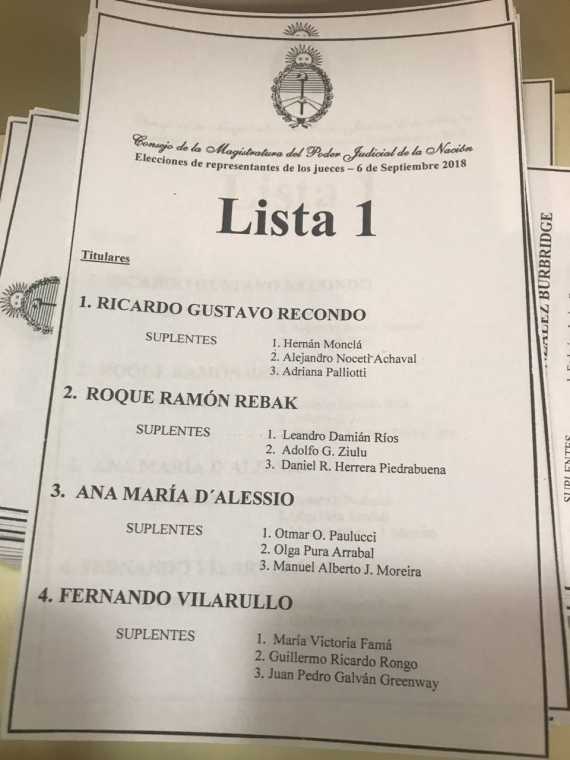 Consejo de la Magistratura del Poder Judicial de la Nación
Elecciones de representantes de los jueces – 6 de Septiembre 2018
Lista 1
Titulares
1. RICARDO GUSTAVO RECONDO
SUPLENTES
1. Hernán Monclá
2. Alejandro Noceti Achaval
3. Adriana Palliotti
2. ROQUE RAMÓN REBAK
SUPLENTES
1. Leandro Damián Ríos
2. Adolfo G. Ziulu
3. Daniel R. Herrera Piedrabuena
3. ANA MARÍA D´ALESSIO
SUPLENTES
1. Otmar O. Paulucci
2. Olga Pura Arrabal
3. Manuel Alberto J. Moreira
4. FERNANDO VILARULLO
SUPLENTES
1. María Victoria Famá
2. Guillermo Ricardo Rongo
3. Juan Pedro Galván Greenway
BURBRIDGE
SUPLENTES